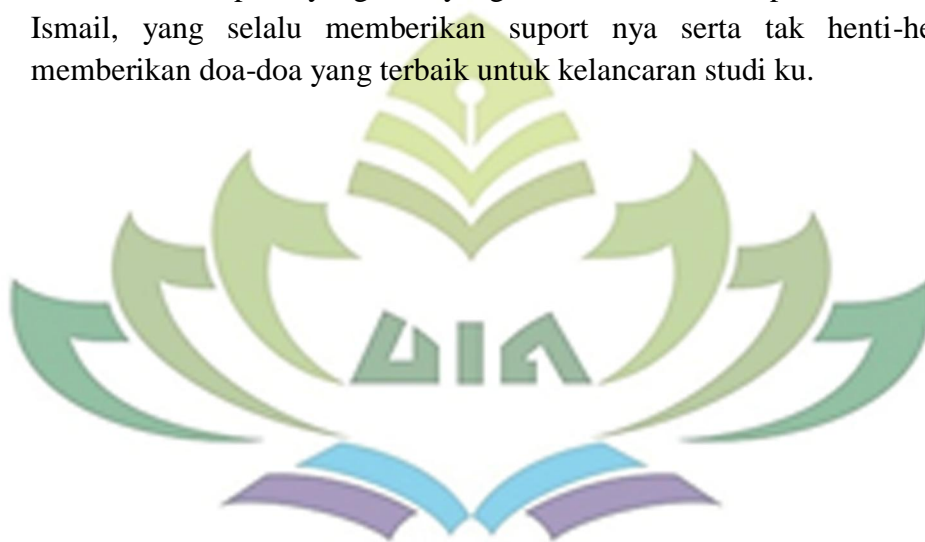 Ismail, yang selalu memberikan suport nya serta tak henti-he
memberikan doa-doa yang terbaik untuk kelancaran studi ku.
UIN